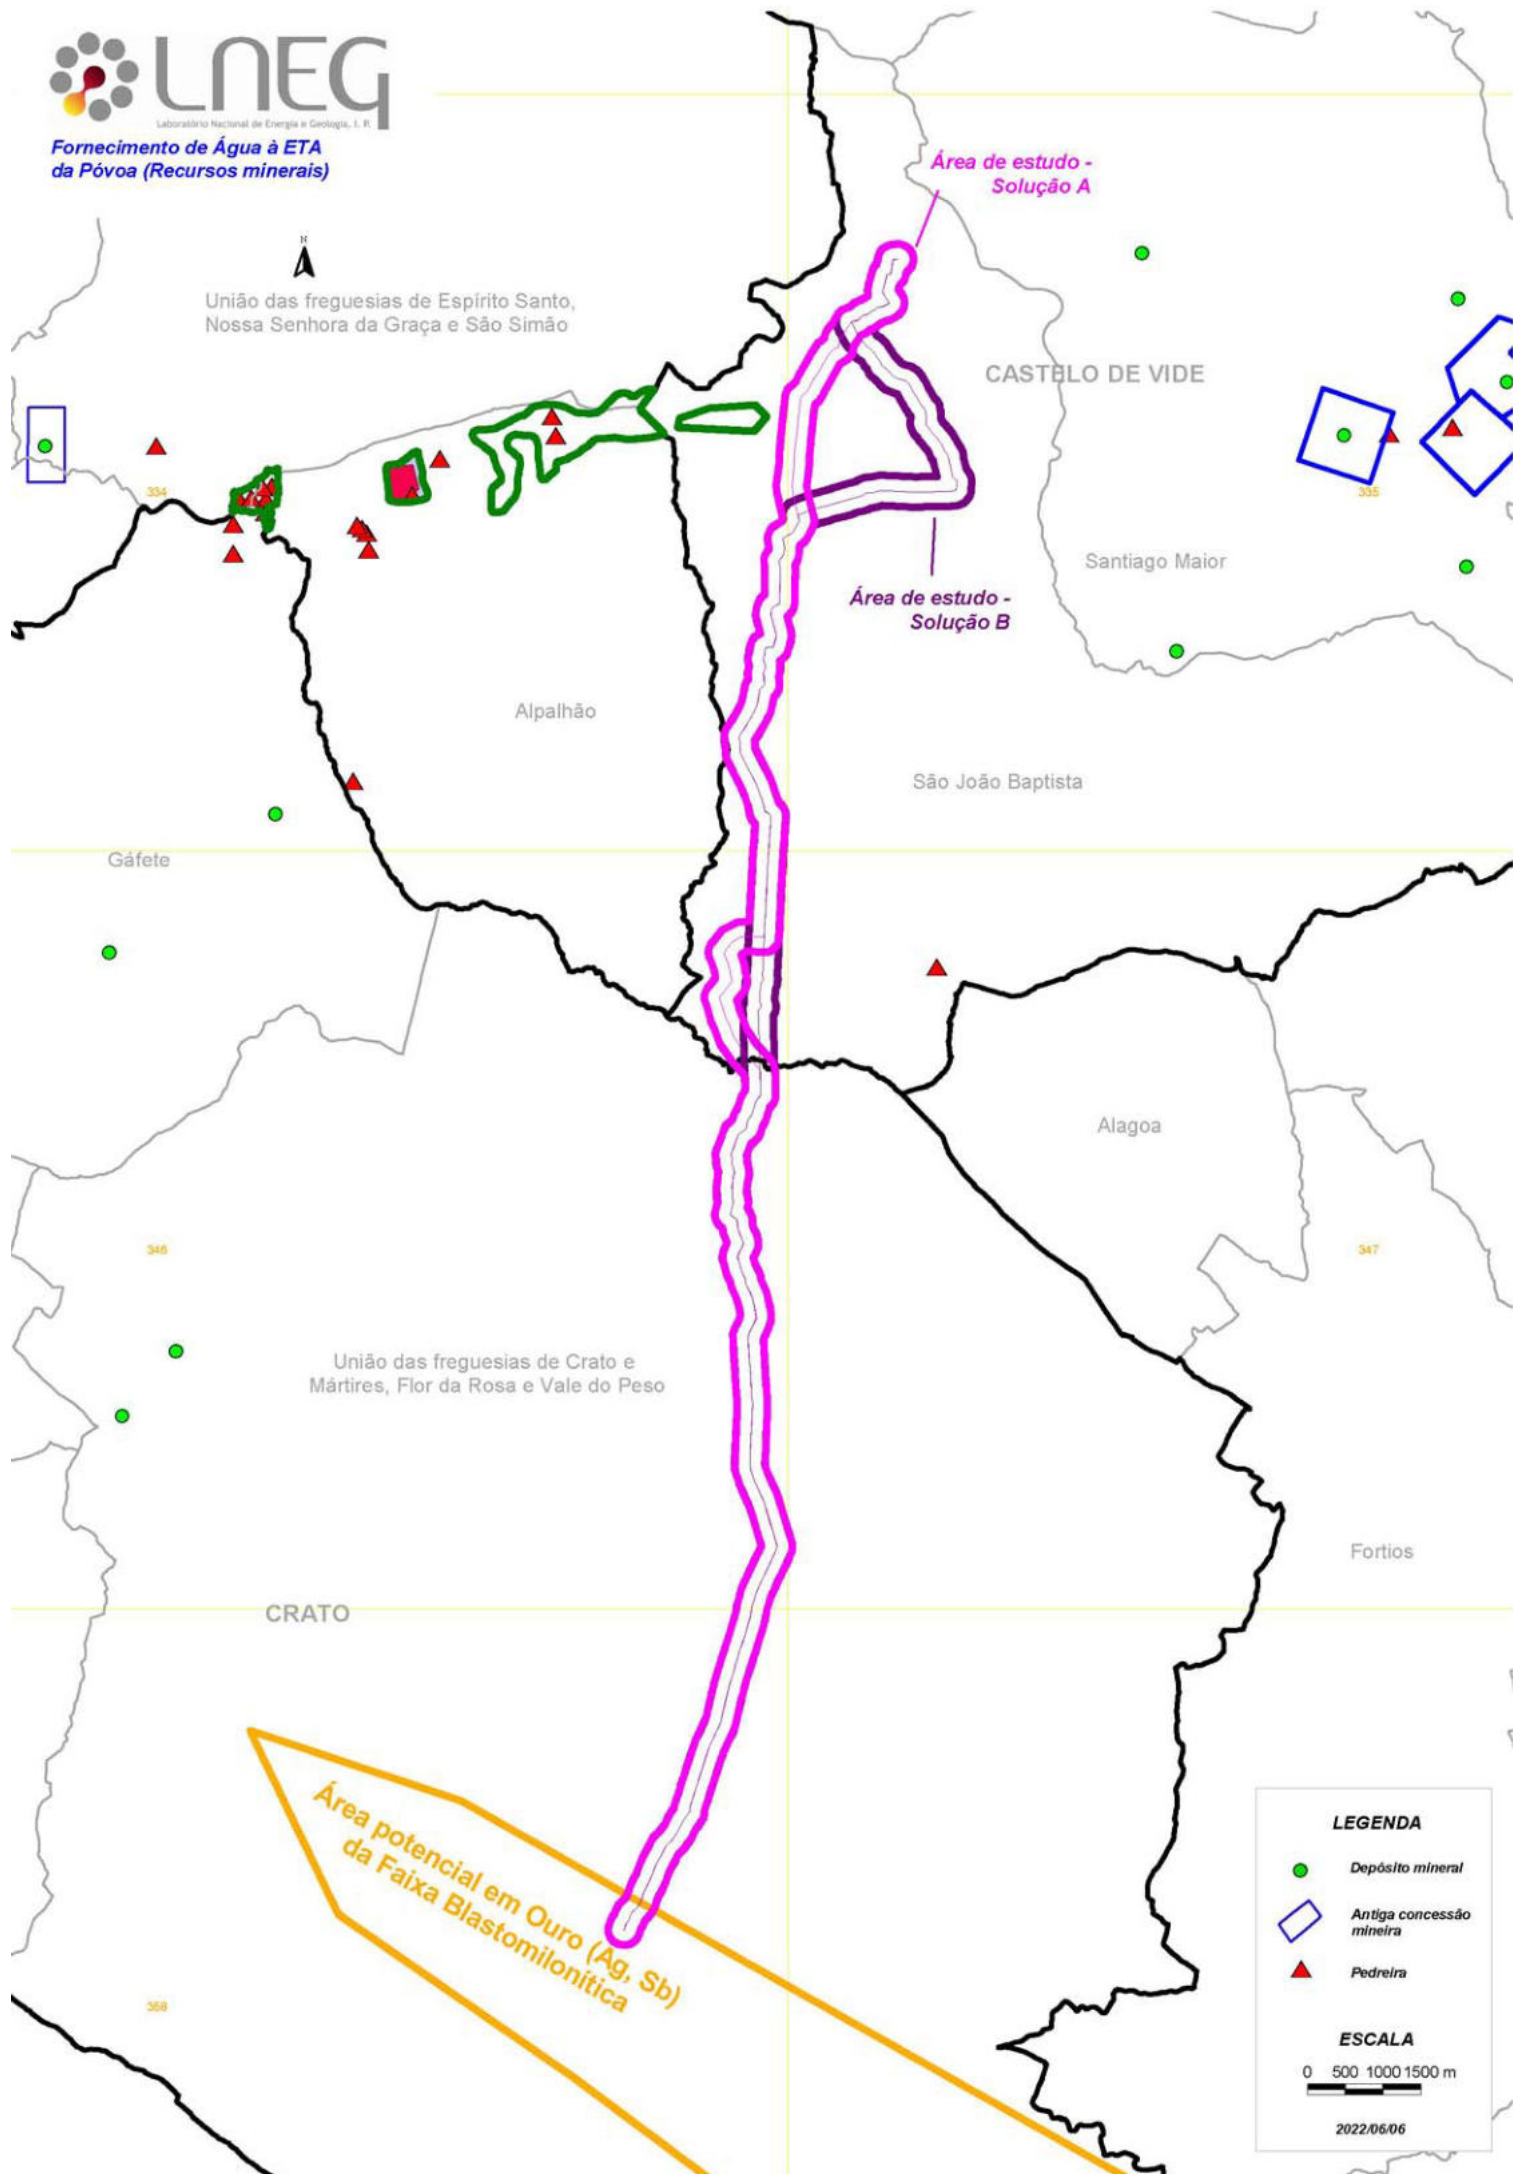 LNEG
Laboratório Nacional de Energia e Geologia, I. P.
Fornecimento de Água à ETA
da Póvoa (Recursos minerais)
Área de estudo -
Solução A
N
União das freguesias de Espírito Santo,
Nossa Senhora da Graça e São Simão
CASTELO DE VIDE
334
335
Santiago Maior
Área de estudo -
Solução B
Alpalhão
São João Baptista
Gáfete
Alagoa
346
347
União das freguesias de Crato e
Mártires, Flor da Rosa e Vale do Peso
Fortios
CRATO
Área potencial em Ouro (Ag, Sb)
da Faixa Blastomilonítica
358
LEGENDA
Depósito mineral
Antiga concessão
mineira
Pedreira
ESCALA
0 500 1000 1500 m
2022/06/06